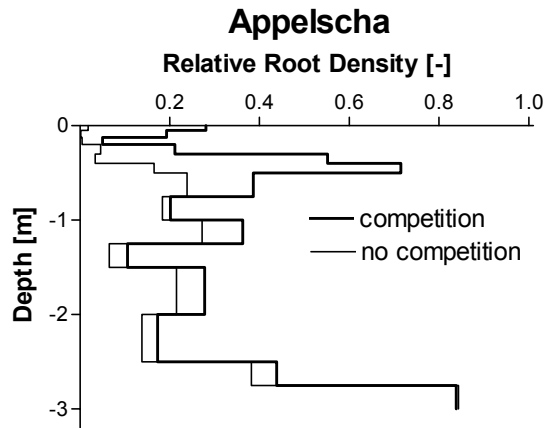 Appelscha
Relative Root Density [-]
0.2 0.4 0.6 0.8 1.0
0
-1
-2
-3
Depth [m]
competition
no competition